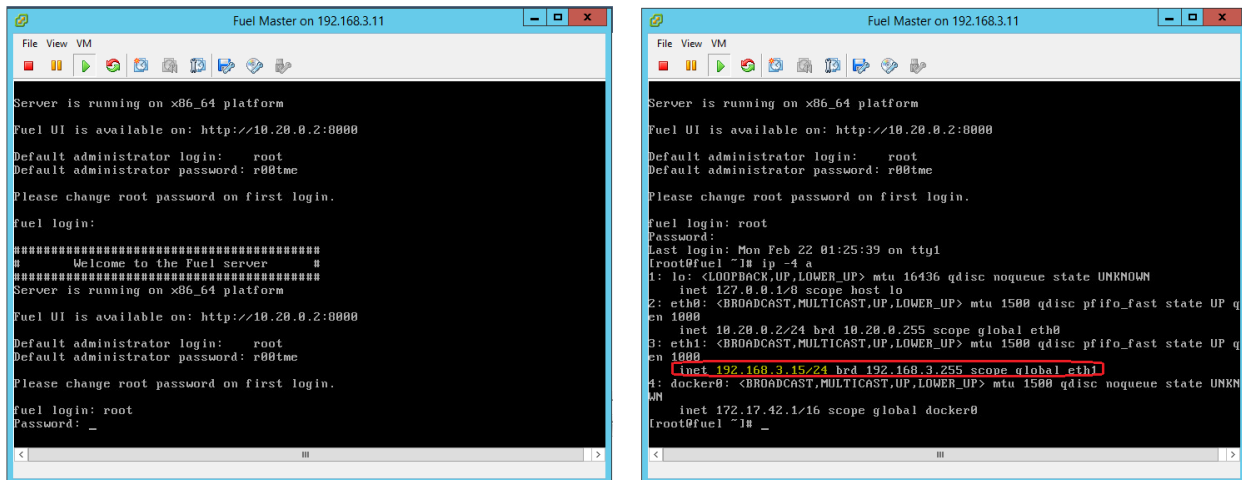 Fuel Master on 192.168.3.11
File View VM
Server is running on x86_64 platform
Fuel UI is available on: http://10.20.0.2:8000
Default administrator login: root
Default administrator password: r00tme
Please change root password on first login.
fuel login:
#########################################
# Welcome to the Fuel server #
#########################################
Server is running on x86_64 platform
Fuel UI is available on: http://10.20.0.2:8000
Default administrator login: root
Default administrator password: r00tme
Please change root password on first login.
fuel login: root
Password: _
Fuel Master on 192.168.3.11
File View VM
Server is running on x86_64 platform
Fuel UI is available on: http://10.20.0.2:8000
Default administrator login: root
Default administrator password: r00tme
Please change root password on first login.
fuel login: root
Password:
Last login: Mon Feb 22 01:25:39 on tty1
[root@fuel ~]# ip -4 a
1: lo: <LOOPBACK,UP,LOWER_UP> mtu 16436 qdisc noqueue state UNKNOWN
inet 127.0.0.1/8 scope host lo
2: eth0: <BROADCAST,MULTICAST,UP,LOWER_UP> mtu 1500 qdisc pfifo_fast state UP q
en 1000
inet 10.20.0.2/24 brd 10.20.0.255 scope global eth0
3: eth1: <BROADCAST,MULTICAST,UP,LOWER_UP> mtu 1500 qdisc pfifo_fast state UP q
en 1000
inet 192.168.3.15/24 brd 192.168.3.255 scope global eth1
4: docker0: <BROADCAST,MULTICAST,UP,LOWER_UP> mtu 1500 qdisc noqueue state UNKN
WN
inet 172.17.42.1/16 scope global docker0
[root@fuel ~]# _